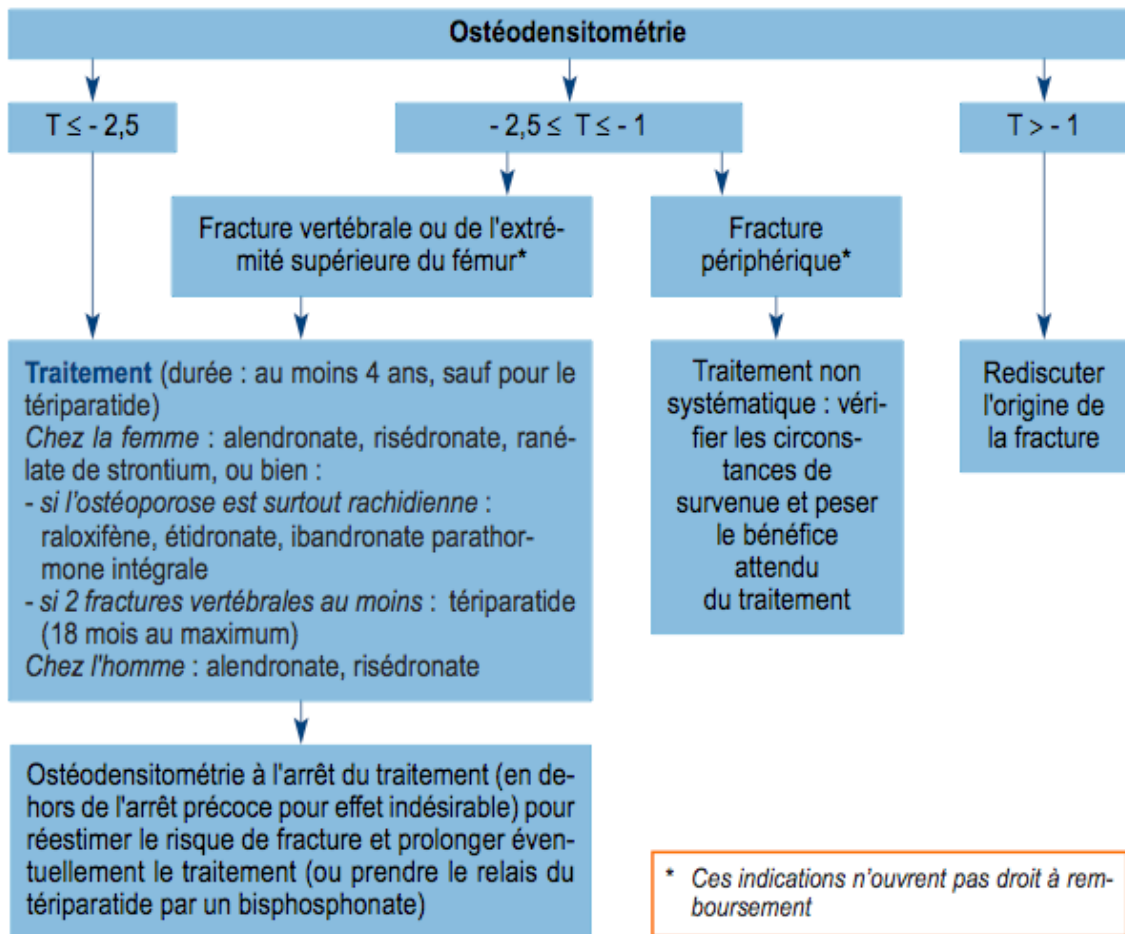 Ostéodensitométrie
T ≤ - 2,5
- 2,5 ≤ T ≤ - 1
T > - 1
Fracture vertébrale ou de l'extré-
mité supérieure du fémur*
Fracture
périphérique*
Traitement (durée : au moins 4 ans, sauf pour le
tériparatide)
Chez la femme : alendronate, risédronate, rané-
late de strontium, ou bien :
- si l'ostéoporose est surtout rachidienne :
raloxifène, étidronate, ibandronate parathor-
mone intégrale
- si 2 fractures vertébrales au moins : tériparatide
(18 mois au maximum)
Chez l'homme : alendronate, risédronate
Traitement non
systématique : véri-
fier les circons-
tances de
survenue et peser
le bénéfice
attendu
du traitement
Rediscuter
l'origine de
la fracture
Ostéodensitométrie à l'arrêt du traitement (en de-
hors de l'arrêt précoce pour effet indésirable) pour
réestimer le risque de fracture et prolonger éven-
tuellement le traitement (ou prendre le relais du
tériparatide par un bisphosphonate)
* Ces indications n'ouvrent pas droit à rem-
boursement